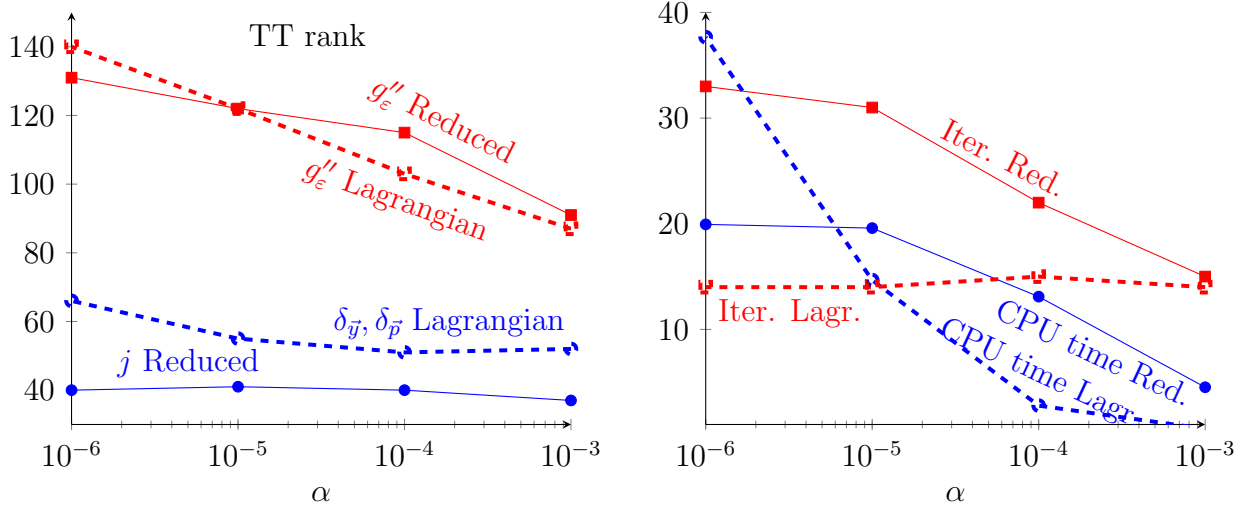 TT rank
140
120
100
80
60
40
g″ε Reduced
g″ε Lagrangian
δy⃗, δp⃗ Lagrangian
j Reduced
10−6
10−5
10−4
10−3
α
40
30
20
10
Iter. Red.
Iter. Lagr.
CPU time Red.
CPU time Lagr.
10−6
10−5
10−4
10−3
α